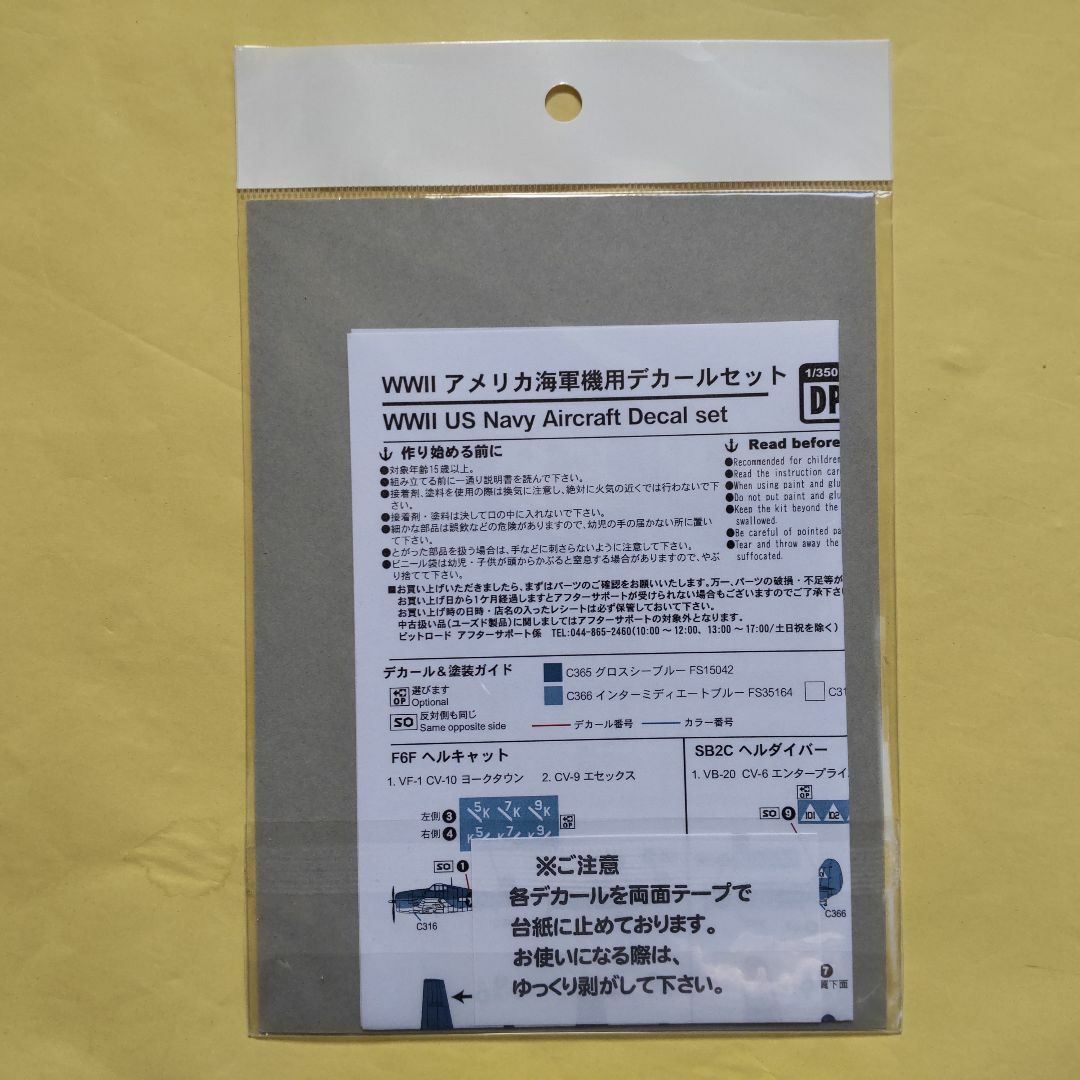 WWII アメリカ海軍機用デカールセット
WWII US Navy Aircraft Decal set
1/350
DP
作り始める前に
●対象年齢15歳以上。
●組み立てる前に一通り説明書を読んで下さい。
●接着剤、塗料を使用の際は換気に注意し、絶対に火気の近くでは行わないで下
さい。
●接着剤・塗料は決して口の中に入れないで下さい。
●細かな部品は誤飲などの危険がありますので、幼児の手の届かない所に置い
て下さい。
●とがった部品を扱う場合は、手などに刺さらないように注意して下さい。
●ビニール袋は幼児・子供が頭からかぶると窒息する場合がありますので、やぶ
り捨てて下さい。
Read before
●Recommended for children
●Read the instruction car
●When using paint and glu
●Do not put paint and glu
●Keep the kit beyond the
swallowed.
●Be careful of pointed pa
●Tear and throw away the
suffocated.
■お買い上げいただきましたら、まずはパーツのご確認をお願いいたします。万一、パーツの破損・不足等が
お買い上げ日から1ケ月経過しますとアフターサポートが受けられない場合もございますのでご了承下さ
お買い上げ時の日時・店名の入ったレシートは必ず保管しておいて下さい。
中古扱い品(ユーズド製品)に関しましてはアフターサポートの対象外となります。
ピットロード アフターサポート係 TEL:044-865-2460(10:00～12:00、13:00～17:00/土日祝を除く)
デカール＆塗装ガイド
OP 選びます
Optional
SO 反対側も同じ
Same opposite side
C365 グロスシーブルー FS15042
C366 インターミディエートブルー FS35164
C31
デカール番号
カラー番号
F6F ヘルキャット
1. VF-1 CV-10 ヨークタウン 2. CV-9 エセックス
左側 3
5K 7K 9K
OP
右側 4
K5 K7 K9
SO 1
C316
SB2C ヘルダイバー
1. VB-20 CV-6 エンタープライ
OP
SO 9
101 102
C366
7
翼下面
※ご注意
各デカールを両面テープで
台紙に止めております。
お使いになる際は、
ゆっくり剥がして下さい。